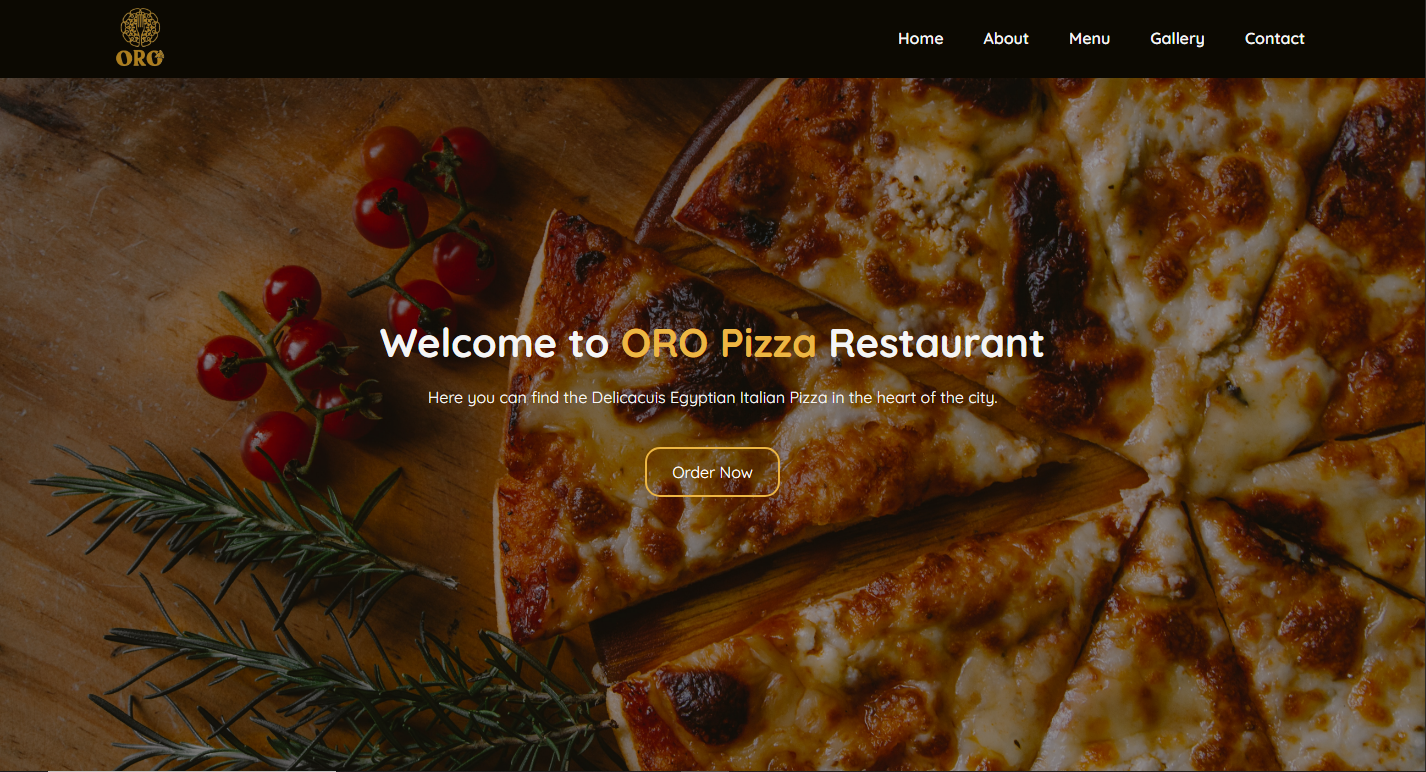 ORO
Home About Menu Gallery Contact
Welcome to ORO Pizza Restaurant
Here you can find the Delicacuis Egyptian Italian Pizza in the heart of the city.
Order Now